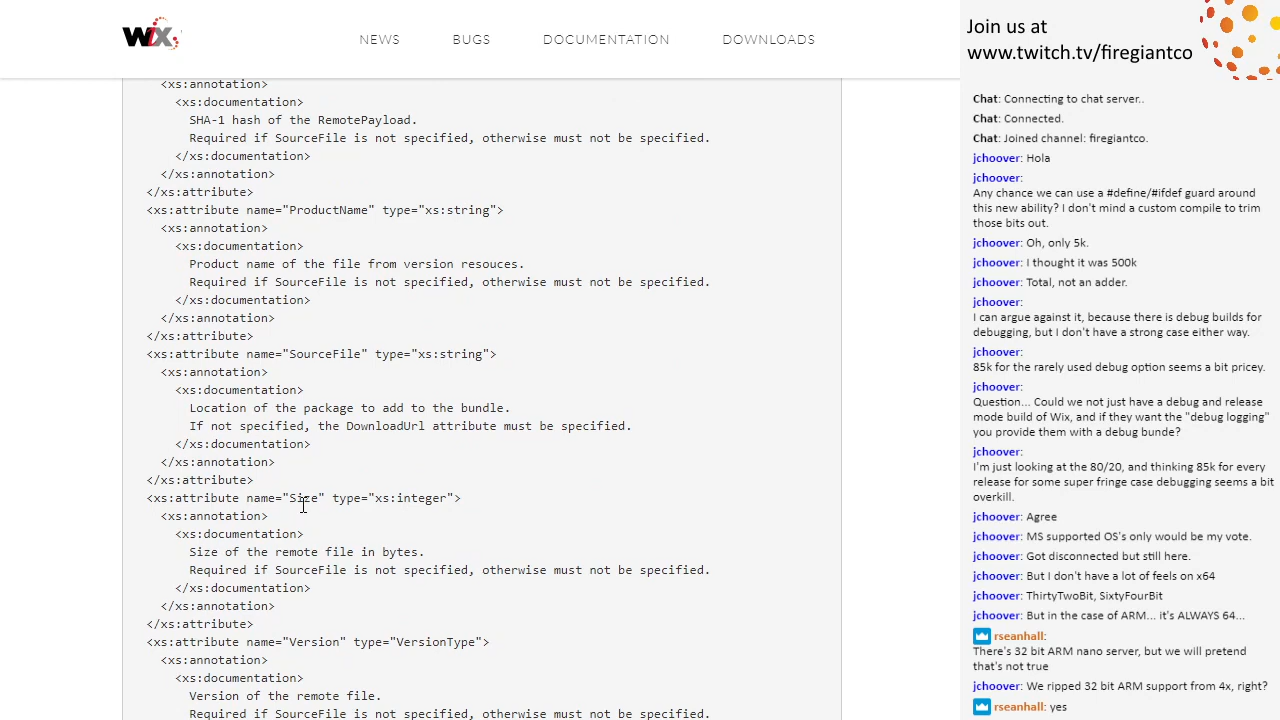 WiX
NEWS
BUGS
DOCUMENTATION
DOWNLOADS
<xs:annotation>
<xs:documentation>
SHA-1 hash of the RemotePayload.
Required if SourceFile is not specified, otherwise must not be specified.
</xs:documentation>
</xs:annotation>
</xs:attribute>
<xs:attribute name="ProductName" type="xs:string">
<xs:annotation>
<xs:documentation>
Product name of the file from version resouces.
Required if SourceFile is not specified, otherwise must not be specified.
</xs:documentation>
</xs:annotation>
</xs:attribute>
<xs:attribute name="SourceFile" type="xs:string">
<xs:annotation>
<xs:documentation>
Location of the package to add to the bundle.
If not specified, the DownloadUrl attribute must be specified.
</xs:documentation>
</xs:annotation>
</xs:attribute>
<xs:attribute name="Size" type="xs:integer">
<xs:annotation>
<xs:documentation>
Size of the remote file in bytes.
Required if SourceFile is not specified, otherwise must not be specified.
</xs:documentation>
</xs:annotation>
</xs:attribute>
<xs:attribute name="Version" type="VersionType">
<xs:annotation>
<xs:documentation>
Version of the remote file.
Required if SourceFile is not specified, otherwise must not be specified.
Join us at
www.twitch.tv/firegiantco
Chat: Connecting to chat server..
Chat: Connected.
Chat: Joined channel: firegiantco.
jchoover: Hola
jchoover:
Any chance we can use a #define/#ifdef guard around
this new ability? I don't mind a custom compile to trim
those bits out.
jchoover: Oh, only 5k.
jchoover: I thought it was 500k
jchoover: Total, not an adder.
jchoover:
I can argue against it, because there is debug builds for
debugging, but I don't have a strong case either way.
jchoover:
85k for the rarely used debug option seems a bit pricey.
jchoover:
Question... Could we not just have a debug and release
mode build of Wix, and if they want the "debug logging"
you provide them with a debug bunde?
jchoover:
I'm just looking at the 80/20, and thinking 85k for every
release for some super fringe case debugging seems a bit
overkill.
jchoover: Agree
jchoover: MS supported OS's only would be my vote.
jchoover: Got disconnected but still here.
jchoover: But I don't have a lot of feels on x64
jchoover: ThirtyTwoBit, SixtyFourBit
jchoover: But in the case of ARM... it's ALWAYS 64...
rseanhall:
There's 32 bit ARM nano server, but we will pretend
that's not true
jchoover: We ripped 32 bit ARM support from 4x, right?
rseanhall: yes